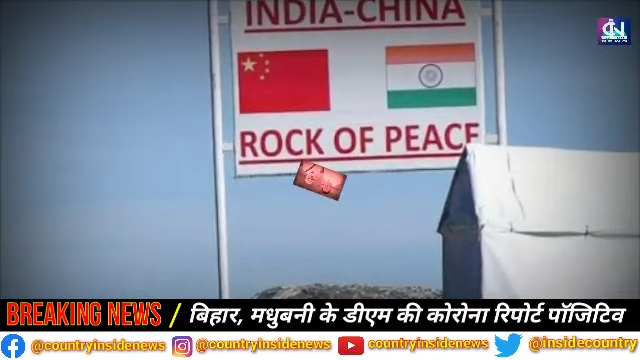 INDIA-CHINA
ROCK OF PEACE
BREAKING NEWS / बिहार, मधुबनी के डीएम की कोरोना रिपोर्ट पॉजिटिव
@countryinsidenews @countryinsidenews countryinsidenews @insidecountry